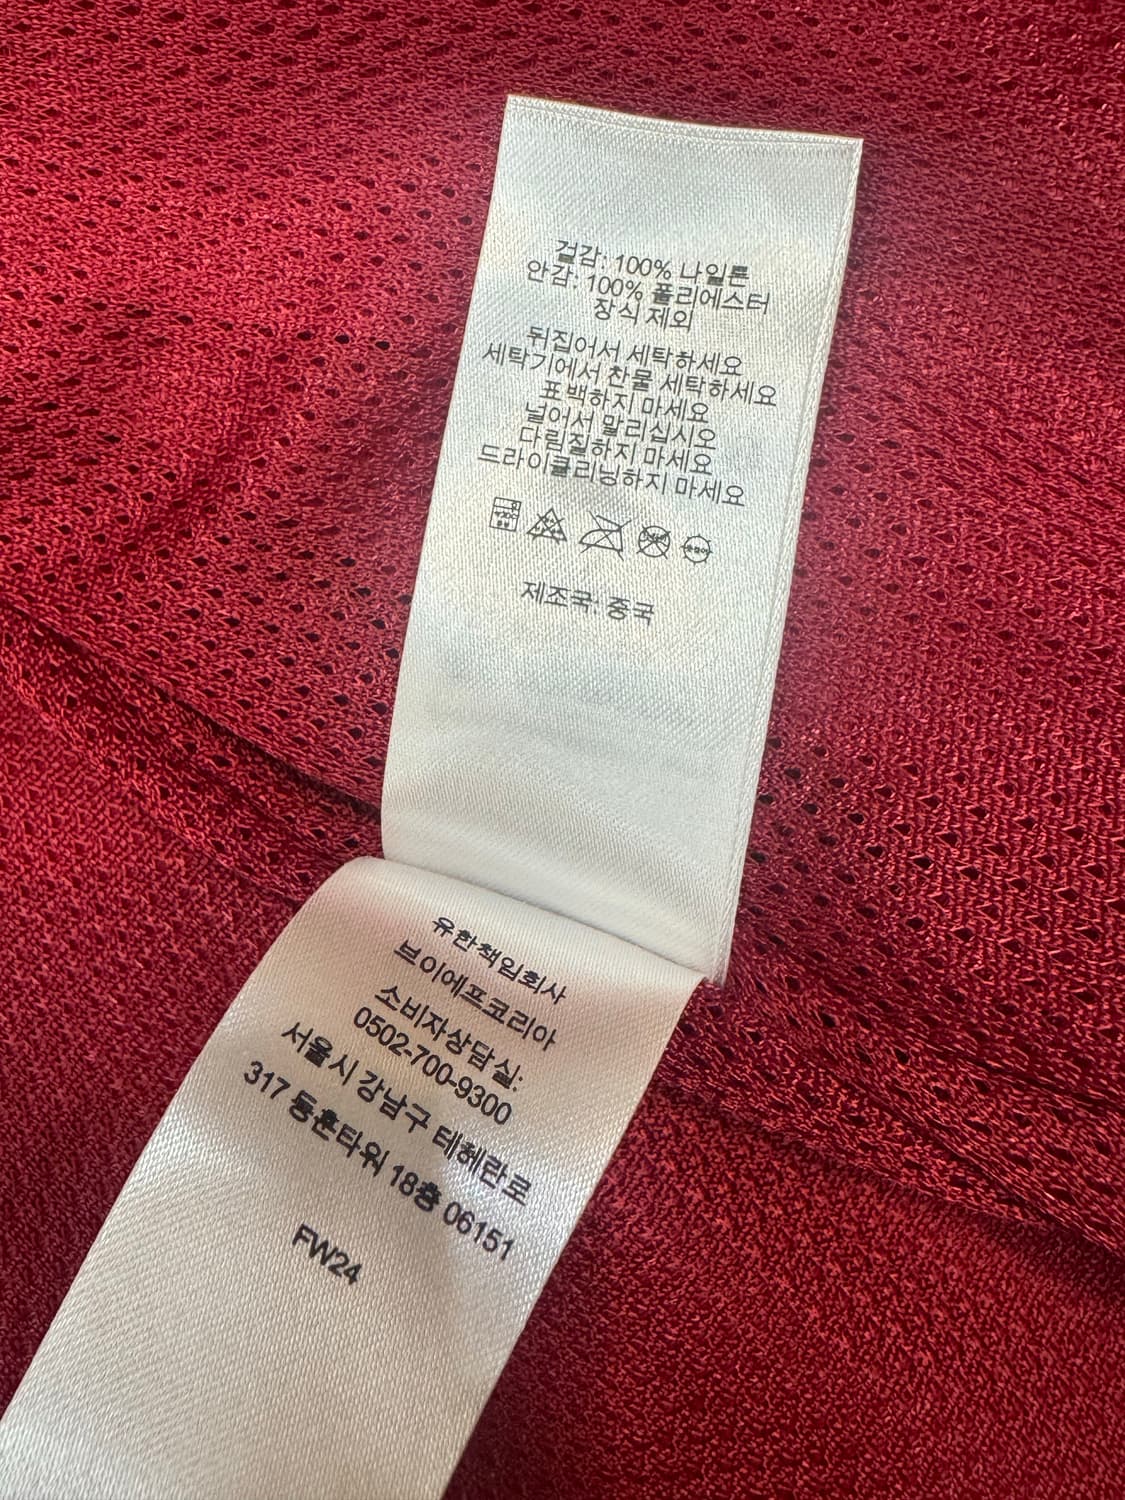 겉감: 100% 나일론
안감: 100% 폴리에스터
장식 제외
뒤집어서 세탁하세요
세탁기에서 찬물 세탁하세요
표백하지 마세요
널어서 말리십시오
다림질하지 마세요
드라이클리닝하지 마세요
제조국: 중국
유한책임회사
브이에프코리아
소비자상담실:
0502-700-9300
서울시 강남구 테헤란로
317 동훈타워 18층 06151
FW24